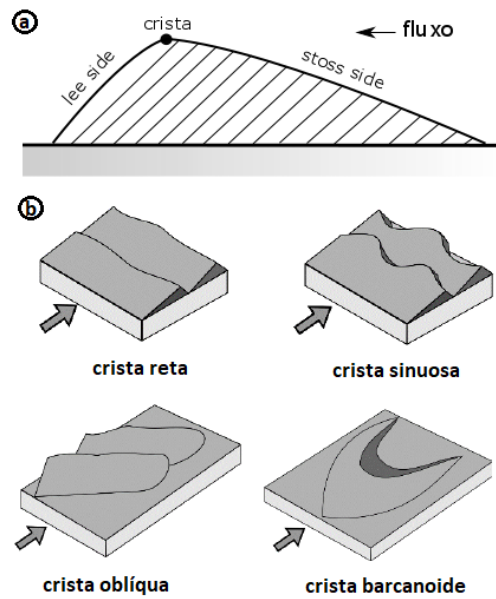 a
crista
fluxo
lee side
stoss side
b
crista reta
crista sinuosa
crista oblíqua
crista barcanoide